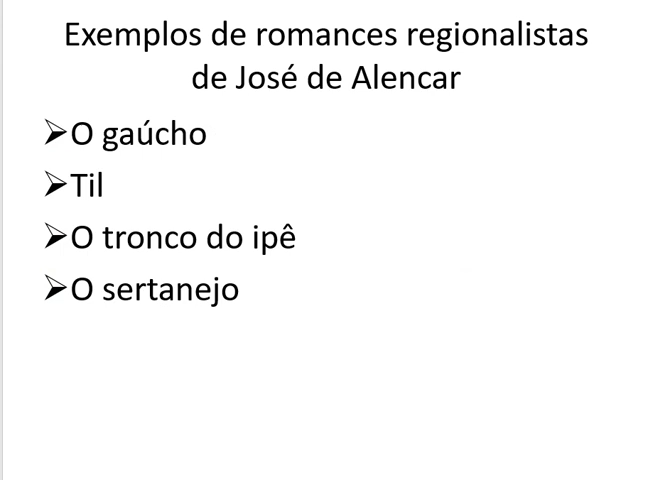 Exemplos de romances regionalistas
de José de Alencar
➢O gaúcho
➢Til
➢O tronco do ipê
➢O sertanejo